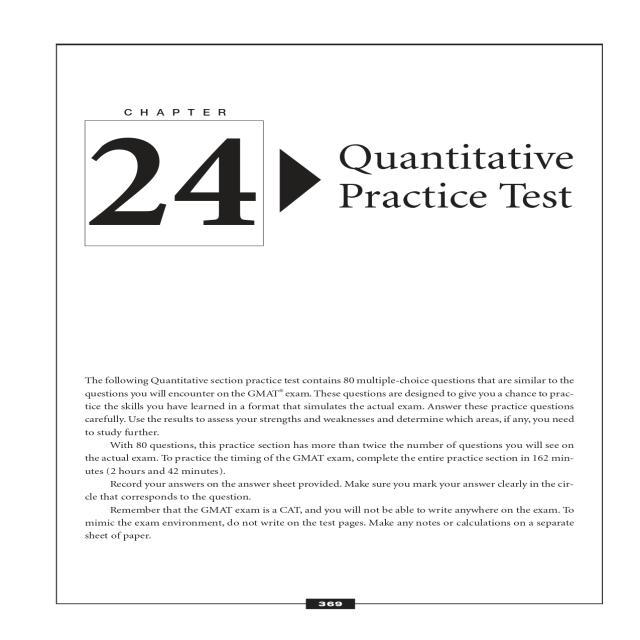 CHAPTER
24
Quantitative
Practice Test
The following Quantitative section practice test contains 80 multiple-choice questions that are similar to the
questions you will encounter on the GMAT® exam. These questions are designed to give you a chance to prac-
tice the skills you have learned in a format that simulates the actual exam. Answer these practice questions
carefully. Use the results to assess your strengths and weaknesses and determine which areas, if any, you need
to study further.
With 80 questions, this practice section has more than twice the number of questions you will see on
the actual exam. To practice the timing of the GMAT exam, complete the entire practice section in 162 min-
utes (2 hours and 42 minutes).
Record your answers on the answer sheet provided. Make sure you mark your answer clearly in the cir-
cle that corresponds to the question.
Remember that the GMAT exam is a CAT, and you will not be able to write anywhere on the exam. To
mimic the exam environment, do not write on the test pages. Make any notes or calculations on a separate
sheet of paper.
369